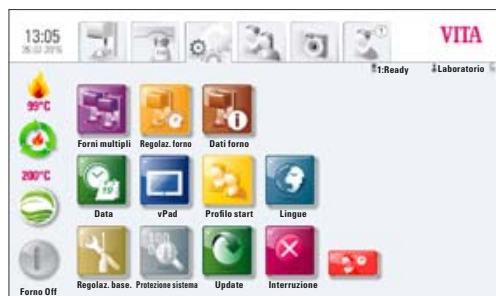 13:05
VITA
1:Ready
Laboratorio
99°C
Forni multipli
Regolaz. forno
Dati forno
200°C
Data
vPad
Profilo start
Lingue
Regolaz. base.
Protezione sistema
Update
Interruzione
Forno Off